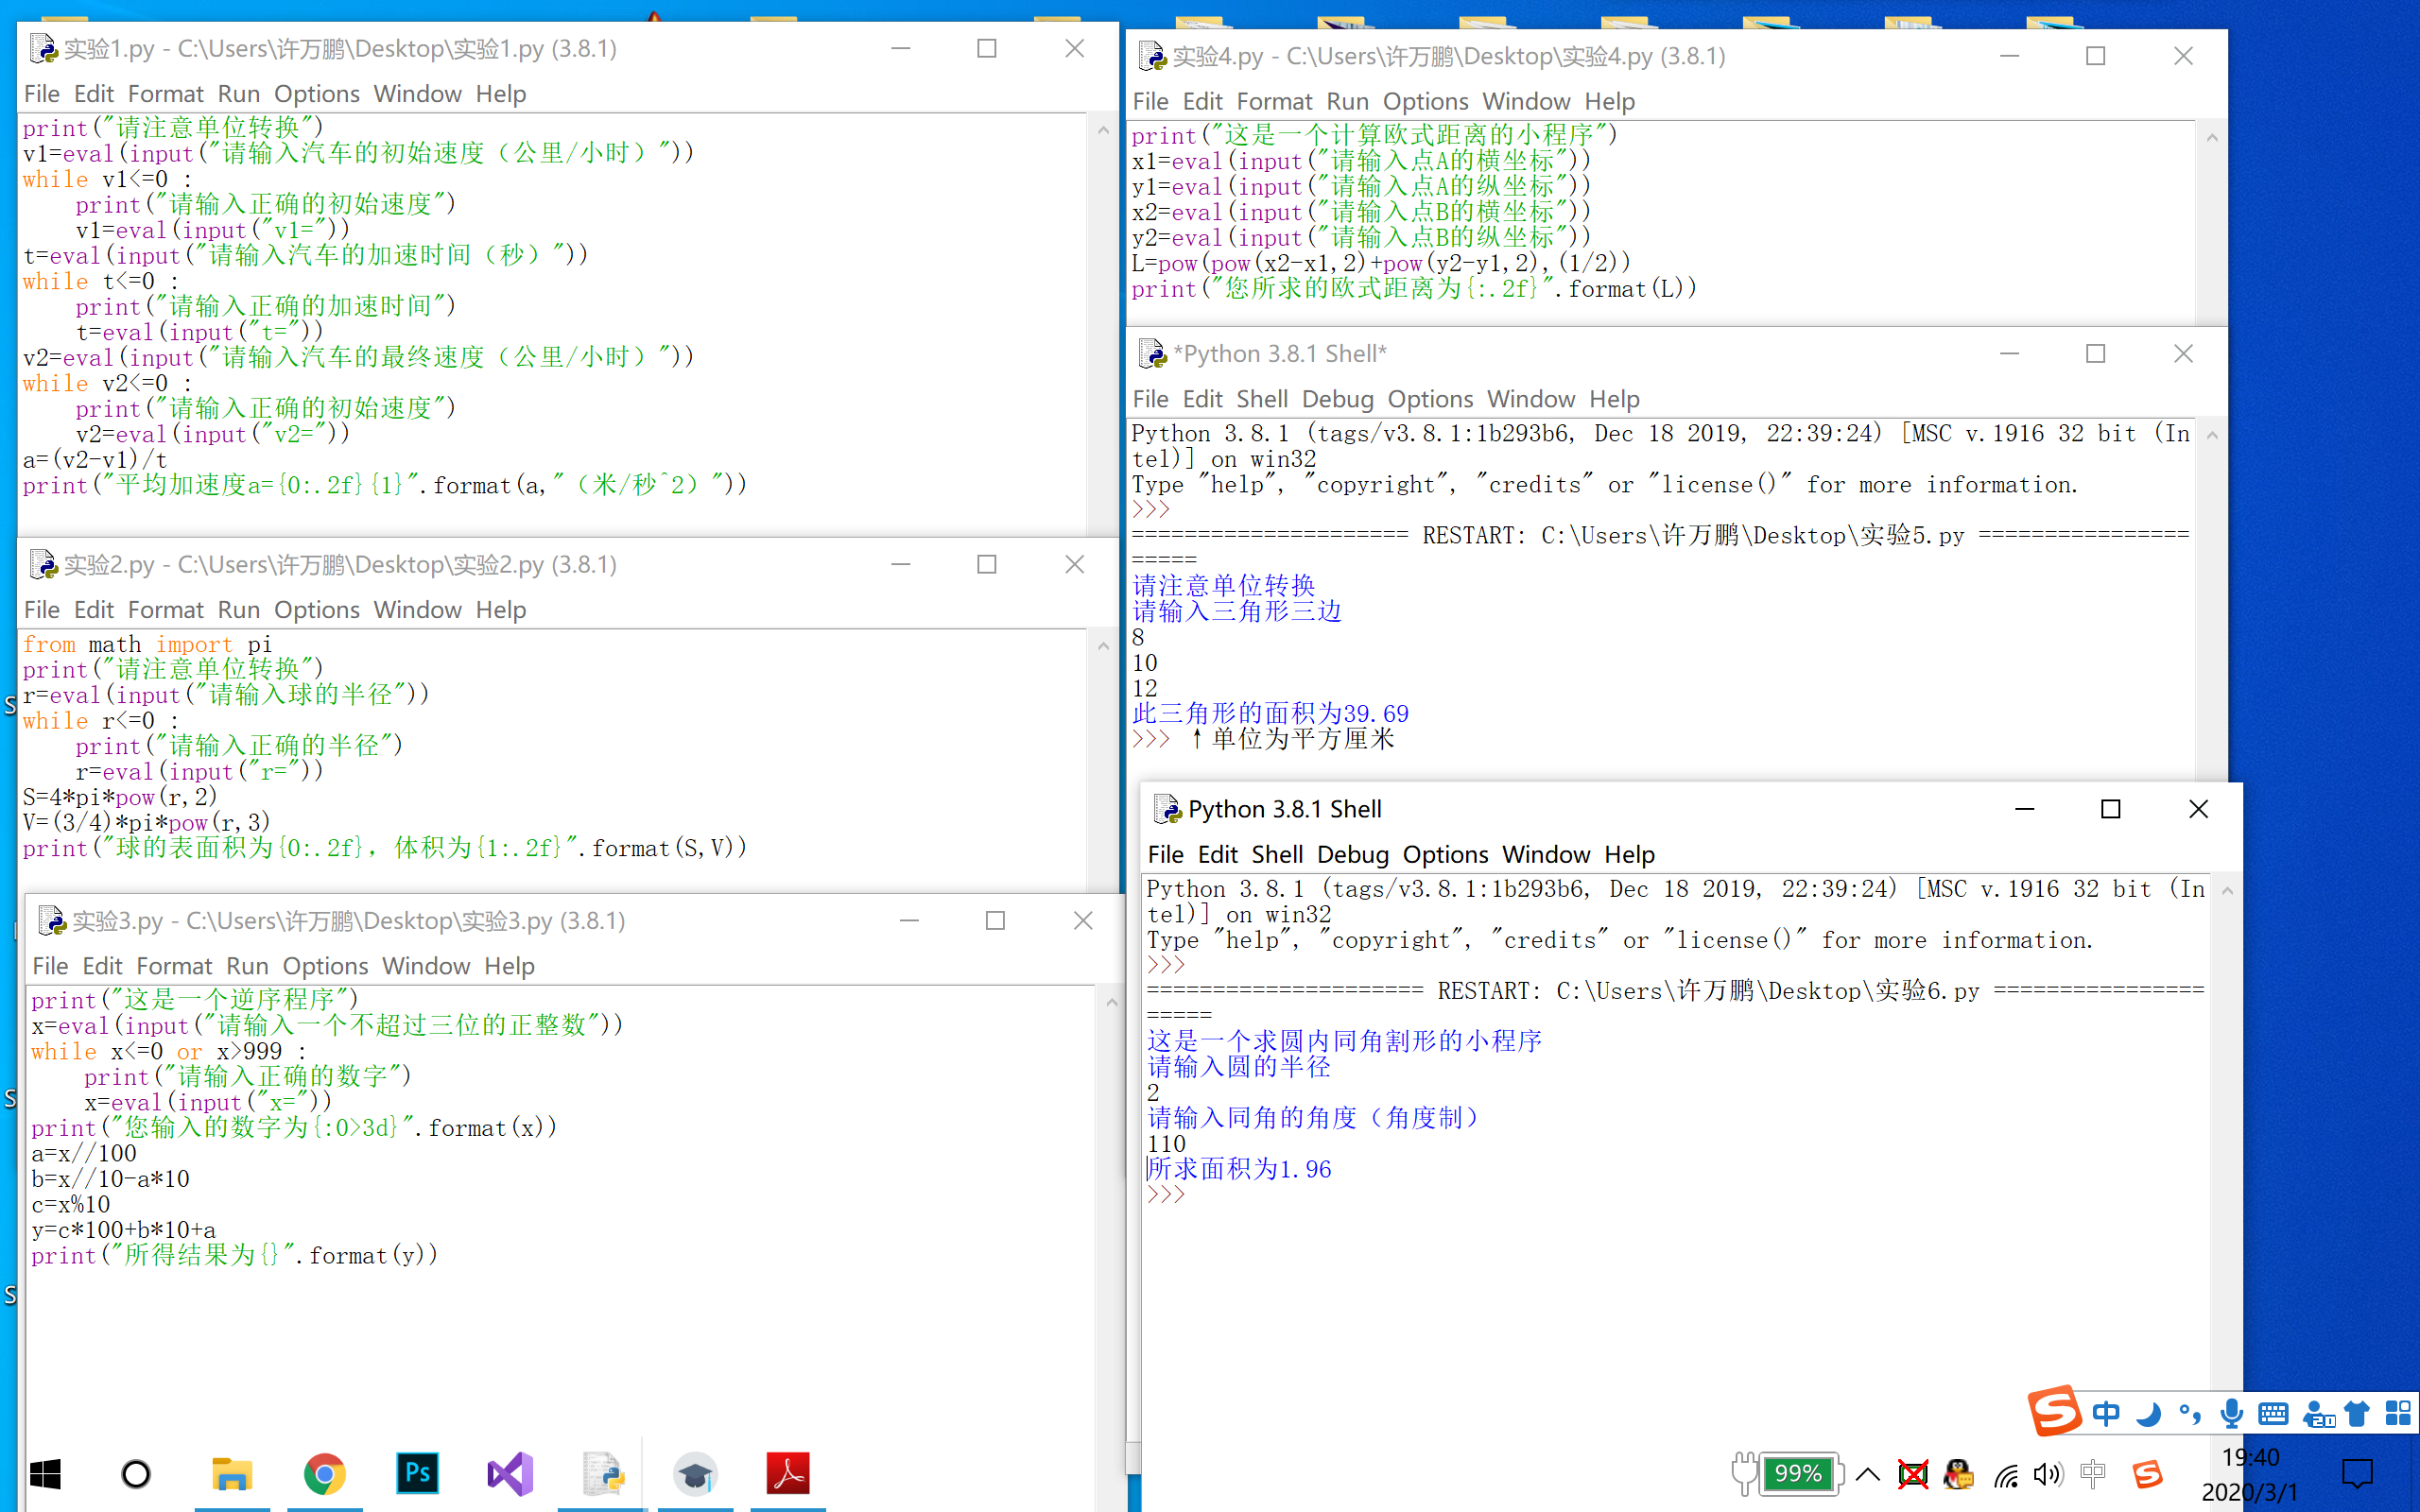 实验1.py - C:\Users\许万鹏\Desktop\实验1.py (3.8.1)
File Edit Format Run Options Window Help
print("请注意单位转换")
v1=eval(input("请输入汽车的初始速度（公里/小时）"))
while v1<=0 :
    print("请输入正确的初始速度")
    v1=eval(input("v1="))
t=eval(input("请输入汽车的加速时间（秒）"))
while t<=0 :
    print("请输入正确的加速时间")
    t=eval(input("t="))
v2=eval(input("请输入汽车的最终速度（公里/小时）"))
while v2<=0 :
    print("请输入正确的初始速度")
    v2=eval(input("v2="))
a=(v2-v1)/t
print("平均加速度a={0:.2f}{1}".format(a,"（米/秒^2）"))
实验2.py - C:\Users\许万鹏\Desktop\实验2.py (3.8.1)
File Edit Format Run Options Window Help
from math import pi
print("请注意单位转换")
r=eval(input("请输入球的半径"))
while r<=0 :
    print("请输入正确的半径")
    r=eval(input("r="))
S=4*pi*pow(r,2)
V=(3/4)*pi*pow(r,3)
print("球的表面积为{0:.2f}，体积为{1:.2f}".format(S,V))
实验3.py - C:\Users\许万鹏\Desktop\实验3.py (3.8.1)
File Edit Format Run Options Window Help
print("这是一个逆序程序")
x=eval(input("请输入一个不超过三位的正整数"))
while x<=0 or x>999 :
    print("请输入正确的数字")
    x=eval(input("x="))
print("您输入的数字为{:0>3d}".format(x))
a=x//100
b=x//10-a*10
c=x%10
y=c*100+b*10+a
print("所得结果为{}".format(y))
实验4.py - C:\Users\许万鹏\Desktop\实验4.py (3.8.1)
File Edit Format Run Options Window Help
print("这是一个计算欧式距离的小程序")
x1=eval(input("请输入点A的横坐标"))
y1=eval(input("请输入点A的纵坐标"))
x2=eval(input("请输入点B的横坐标"))
y2=eval(input("请输入点B的纵坐标"))
L=pow(pow(x2-x1,2)+pow(y2-y1,2),(1/2))
print("您所求的欧式距离为{:.2f}".format(L))
*Python 3.8.1 Shell*
File Edit Shell Debug Options Window Help
Python 3.8.1 (tags/v3.8.1:1b293b6, Dec 18 2019, 22:39:24) [MSC v.1916 32 bit (In
tel)] on win32
Type "help", "copyright", "credits" or "license()" for more information.
>>>
===================== RESTART: C:\Users\许万鹏\Desktop\实验5.py ================
=====
请注意单位转换
请输入三角形三边
8
10
12
此三角形的面积为39.69
>>> ↑单位为平方厘米
Python 3.8.1 Shell
File Edit Shell Debug Options Window Help
Python 3.8.1 (tags/v3.8.1:1b293b6, Dec 18 2019, 22:39:24) [MSC v.1916 32 bit (In
tel)] on win32
Type "help", "copyright", "credits" or "license()" for more information.
>>>
===================== RESTART: C:\Users\许万鹏\Desktop\实验6.py ================
=====
这是一个求圆内同角割形的小程序
请输入圆的半径
2
请输入同角的角度（角度制）
110
所求面积为1.96
>>>
S
S
S
S 中
Ps
99%
中
S
19:40
2020/3/1